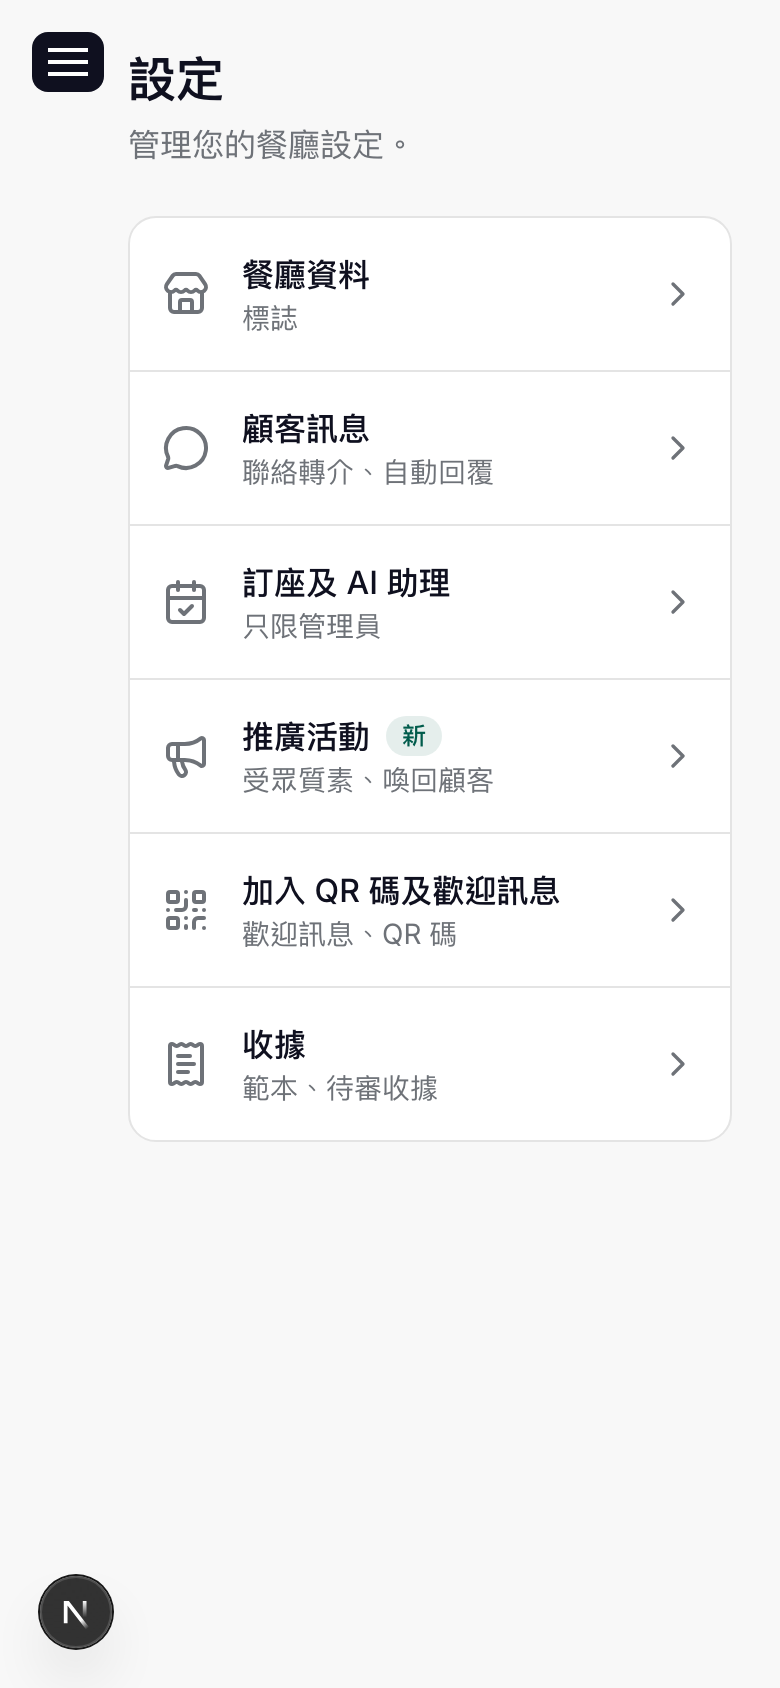 設定
管理您的餐廳設定。
餐廳資料
標誌
顧客訊息
聯絡轉介、自動回覆
訂座及 AI 助理
只限管理員
推廣活動 新
受眾質素、喚回顧客
加入 QR 碼及歡迎訊息
歡迎訊息、QR 碼
收據
範本、待審收據
N